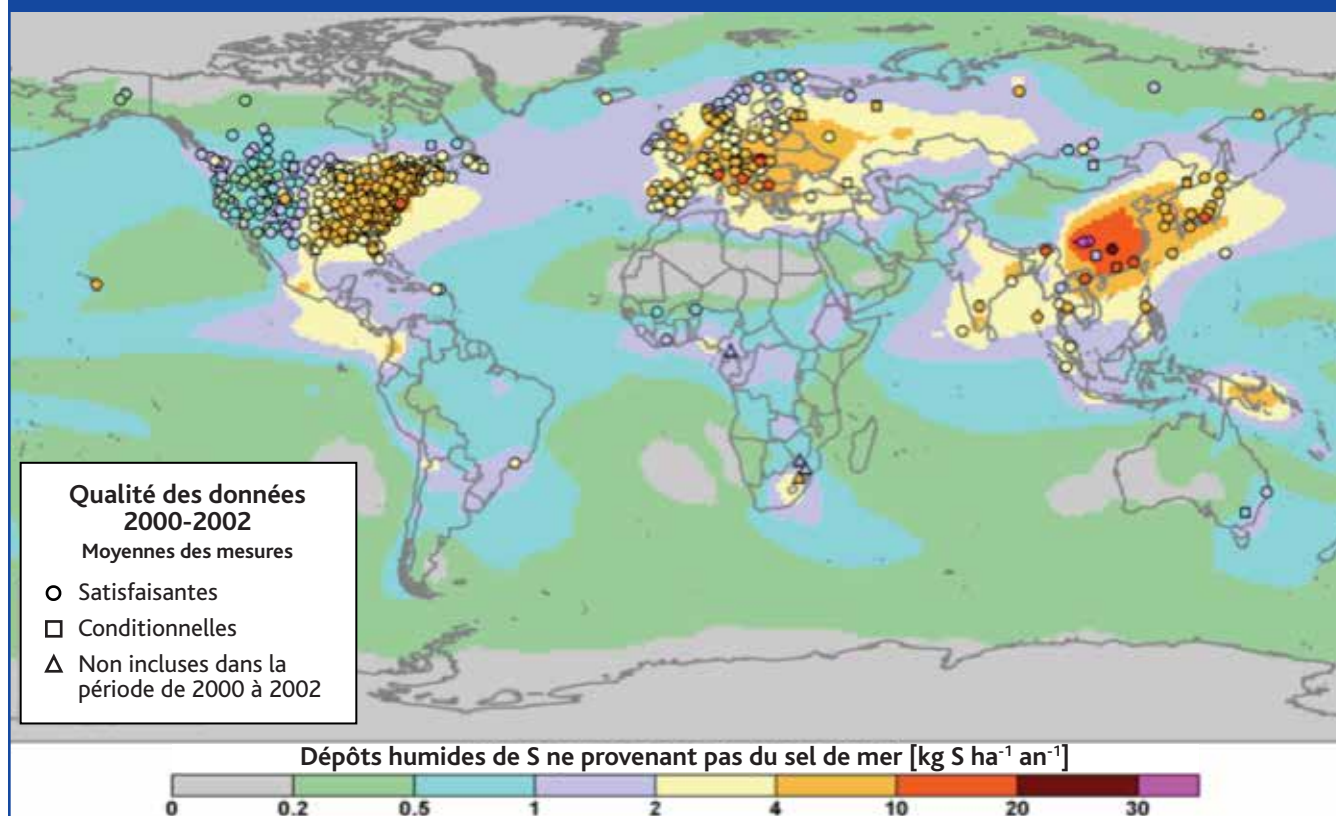 Qualité des données
2000-2002
Moyennes des mesures
Satisfaisantes
Conditionnelles
Non incluses dans la
période de 2000 à 2002
Dépôts humides de S ne provenant pas du sel de mer [kg S ha⁻¹ an⁻¹]
0 0.2 0.5 1 2 4 10 20 30